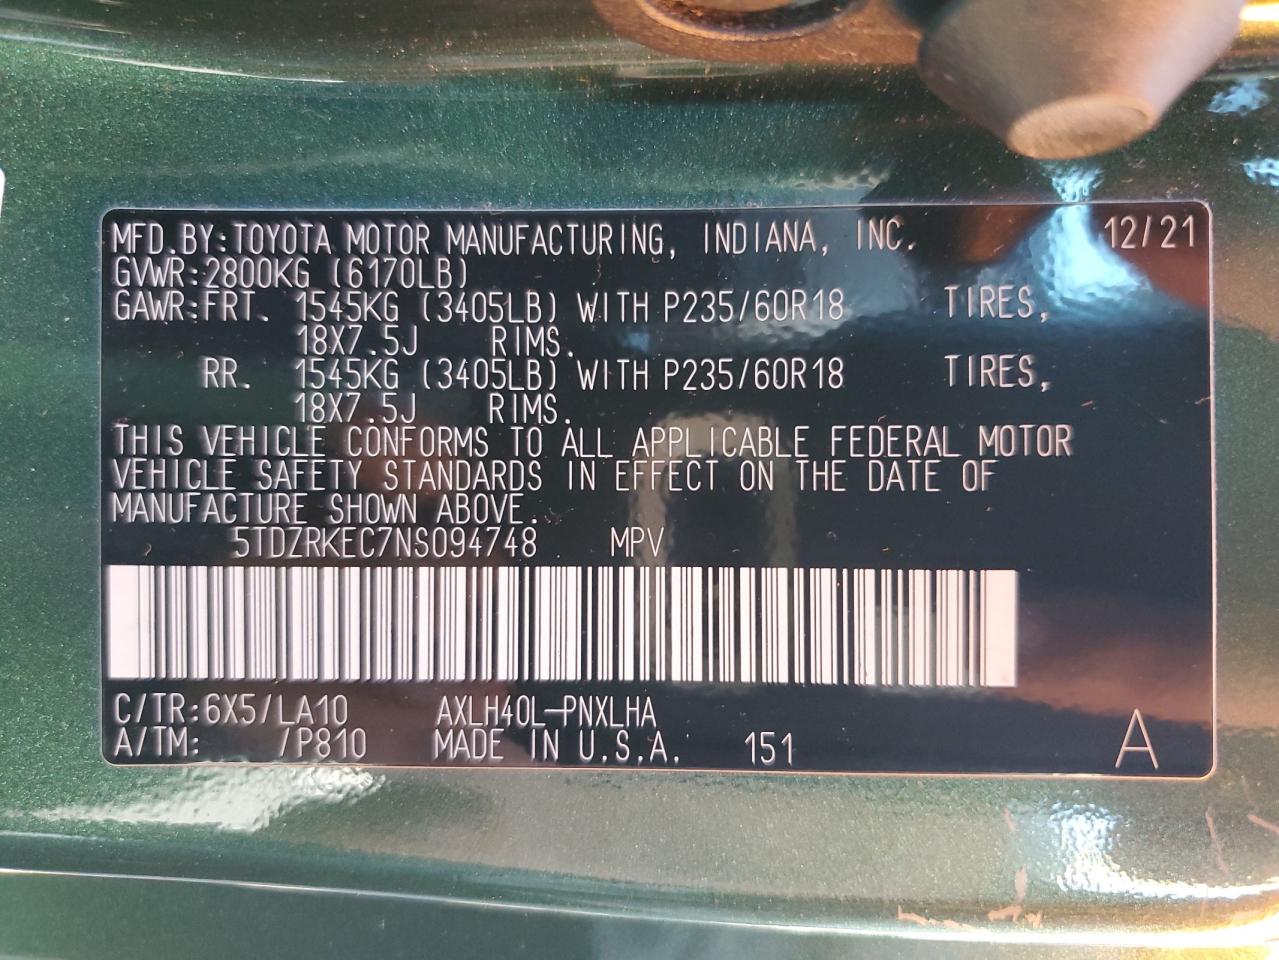 MFD.BY:TOYOTA MOTOR MANUFACTURING, INDIANA, INC. 12/21
GVWR:2800KG (6170LB)
GAWR:FRT. 1545KG (3405LB) WITH P235/60R18 TIRES,
18X7.5J RIMS.
RR. 1545KG (3405LB) WITH P235/60R18 TIRES,
18X7.5J RIMS.
THIS VEHICLE CONFORMS TO ALL APPLICABLE FEDERAL MOTOR
VEHICLE SAFETY STANDARDS IN EFFECT ON THE DATE OF
MANUFACTURE SHOWN ABOVE.
5TDZRKEC7NS094748 MPV
C/TR:6X5/LA10 AXLH40L-PNXLHA
A/TM: /P810 MADE IN U.S.A. 151 A